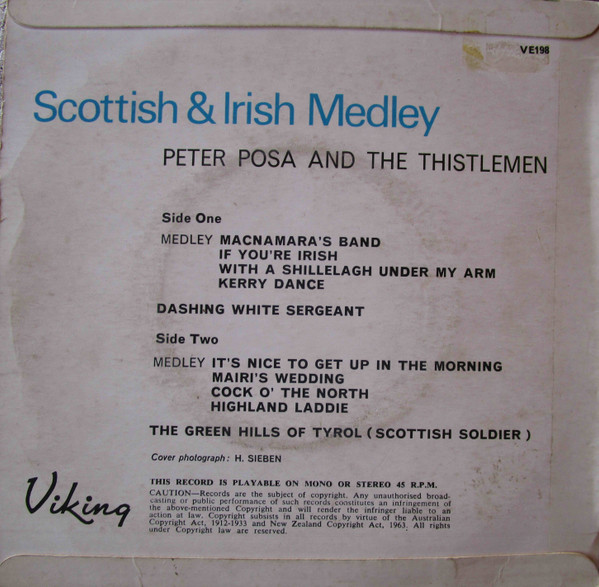 VE198
Scottish & Irish Medley
PETER POSA AND THE THISTLEMEN
Side One
MEDLEY MACNAMARA'S BAND
IF YOU'RE IRISH
WITH A SHILLELAGH UNDER MY ARM
KERRY DANCE
DASHING WHITE SERGEANT
Side Two
MEDLEY IT'S NICE TO GET UP IN THE MORNING
MAIRI'S WEDDING
COCK O' THE NORTH
HIGHLAND LADDIE
THE GREEN HILLS OF TYROL ( SCOTTISH SOLDIER )
Cover photograph : H. SIEBEN
THIS RECORD IS PLAYABLE ON MONO OR STEREO 45 R.P.M.
CAUTION—Records are the subject of copyright. Any unauthorised broad-
casting or public performance of such records constitutes an infringement of
the above-mentioned Copyright and will render the infringer liable to an
action at law. Copyright subsists in all records by virtue of the Australian
Copyright Act, 1912-1933 and New Zealand Copyright Act, 1963. All rights
under Copyright law are reserved.
Viking